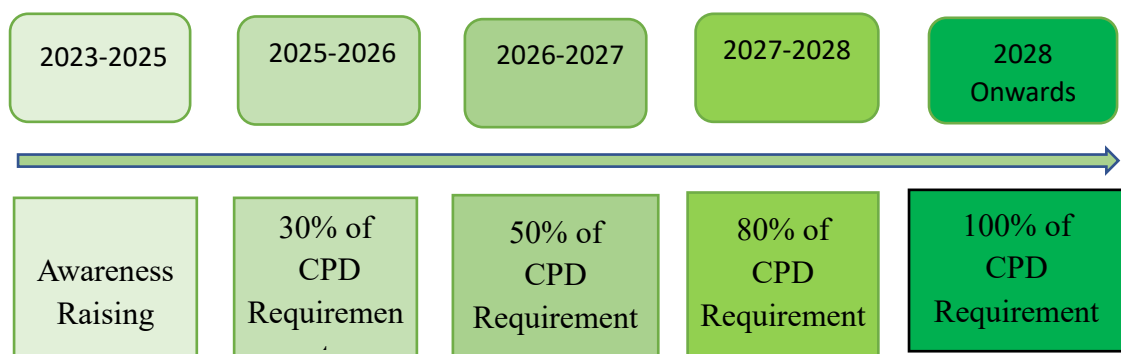 2023-2025
2025-2026
2026-2027
2027-2028
2028
Onwards
Awareness
Raising
30% of
CPD
Requiremen
50% of
CPD
Requirement
80% of
CPD
Requirement
100% of
CPD
Requirement